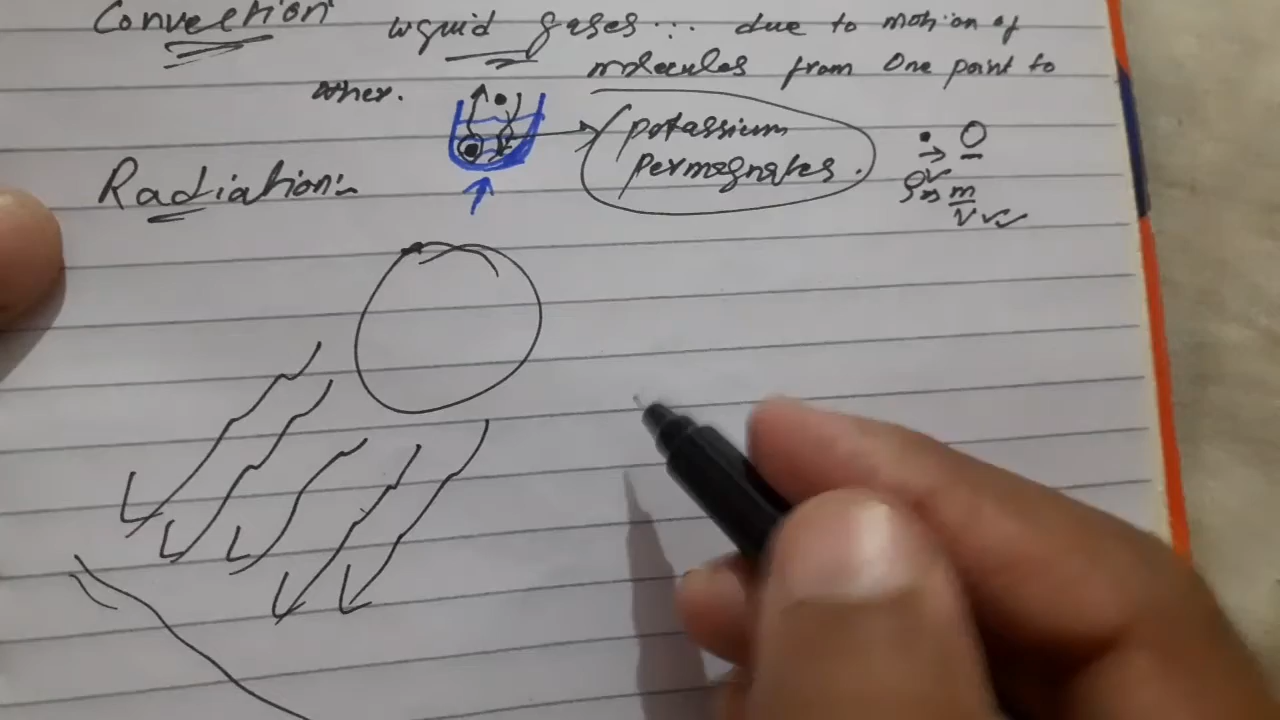 Convection liquid gases... due to motion of
molecules from One point to
other.
potassium
permagnates.
Radiation:-
ρ ∝ m
V